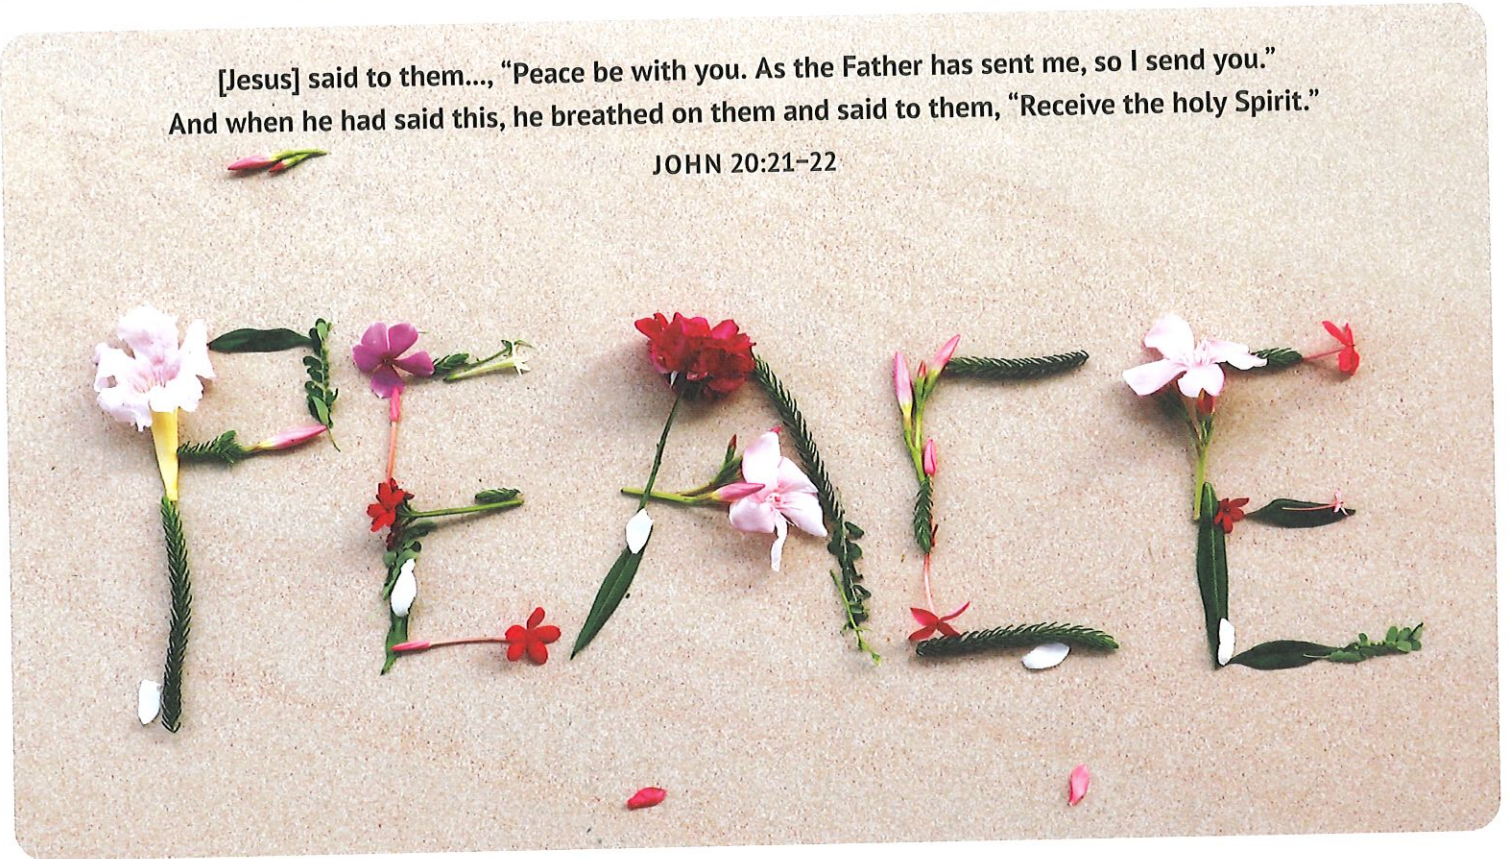 [Jesus] said to them..., “Peace be with you. As the Father has sent me, so I send you.”
And when he had said this, he breathed on them and said to them, “Receive the holy Spirit.”
JOHN 20:21–22
PEACE